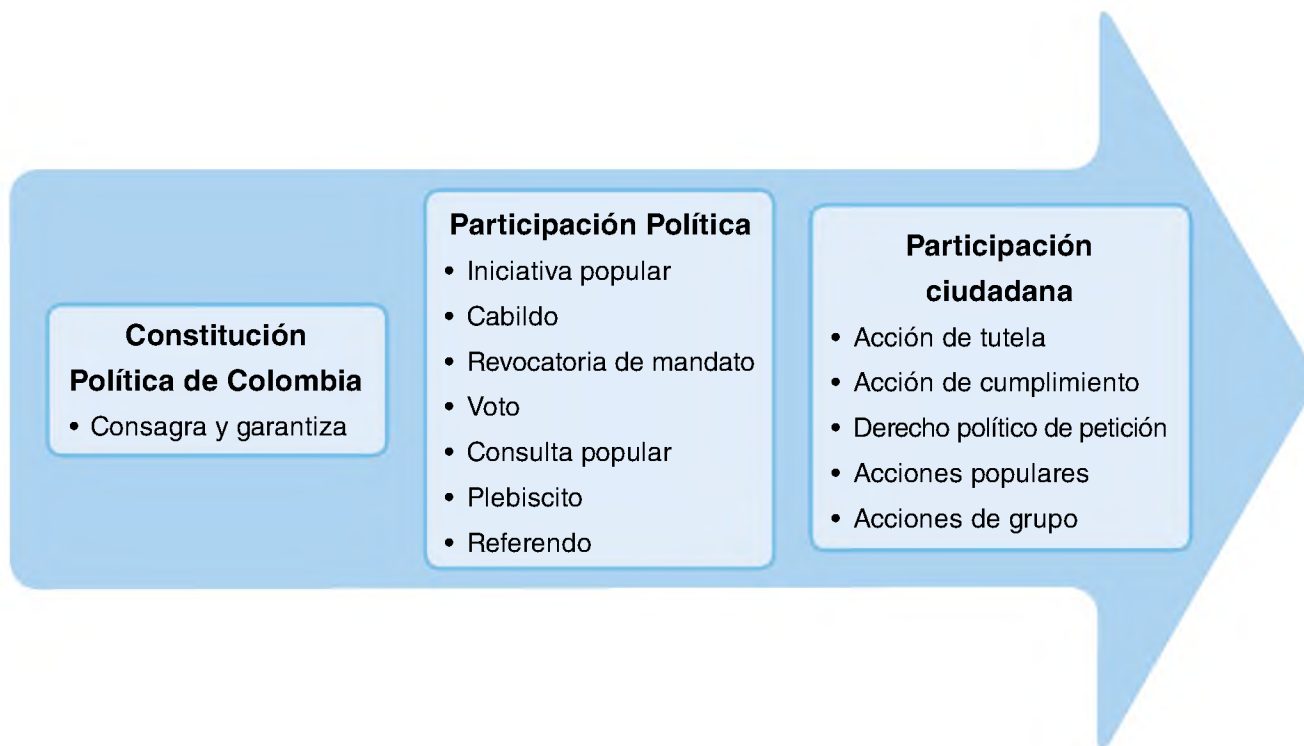 Constitución
Política de Colombia
• Consagra y garantiza
Participación Política
• Iniciativa popular
• Cabildo
• Revocatoria de mandato
• Voto
• Consulta popular
• Plebiscito
• Referendo
Participación
ciudadana
• Acción de tutela
• Acción de cumplimiento
• Derecho político de petición
• Acciones populares
• Acciones de grupo